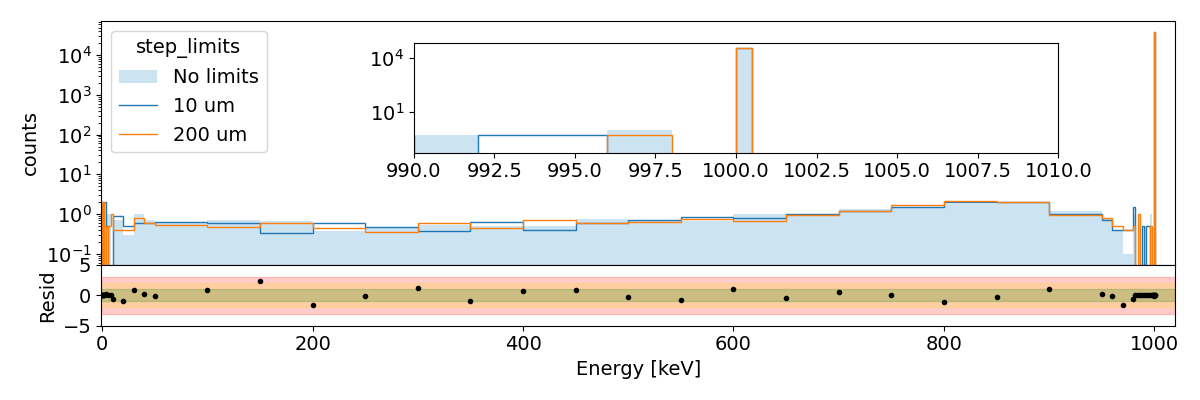 step_limits
No limits
10 um
200 um
counts
10⁴
10³
10²
10¹
10⁰
10⁻¹
10⁴
10¹
990.0 992.5 995.0 997.5 1000.0 1002.5 1005.0 1007.5 1010.0
Resid
5
0
−5
0 200 400 600 800 1000
Energy [keV]